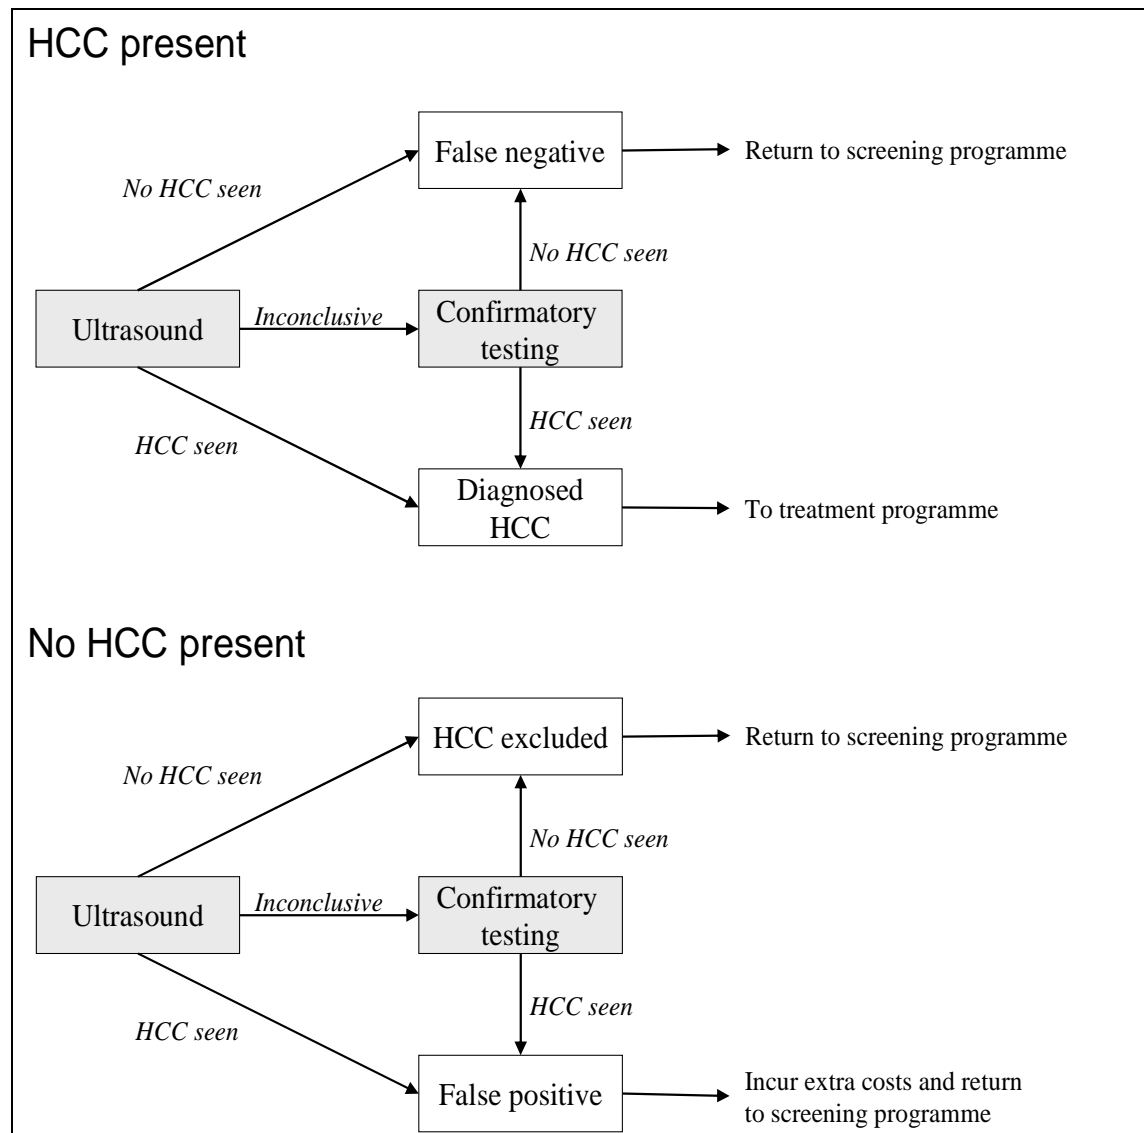 HCC present
False negative
Return to screening programme
No HCC seen
No HCC seen
Ultrasound
Inconclusive
Confirmatory
testing
HCC seen
HCC seen
Diagnosed
HCC
To treatment programme
No HCC present
HCC excluded
Return to screening programme
No HCC seen
No HCC seen
Ultrasound
Inconclusive
Confirmatory
testing
HCC seen
HCC seen
False positive
Incur extra costs and return
to screening programme